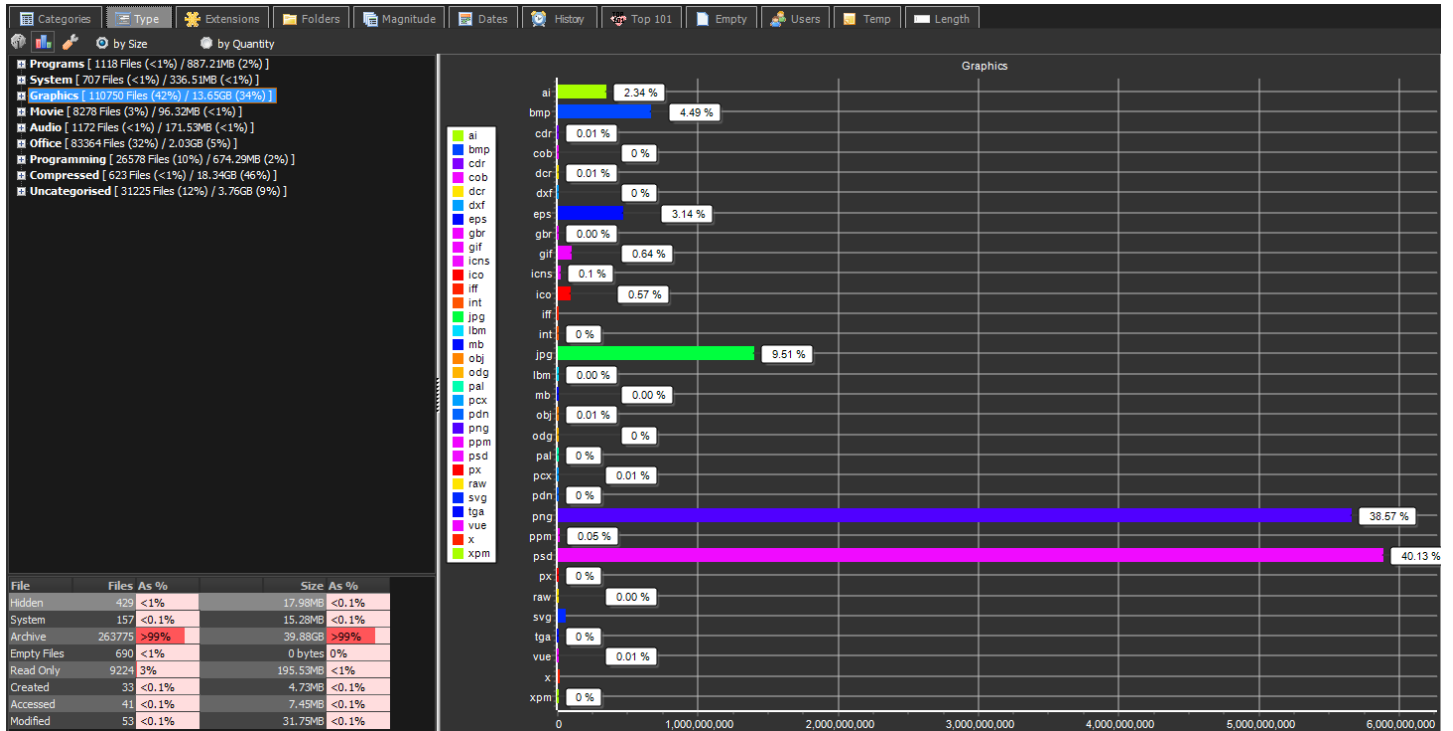 Categories Type Extensions Folders Magnitude Dates History Top 101 Empty Users Temp Length
by Size by Quantity
Programs [ 1118 Files (<1%) / 887.21MB (2%) ]
System [ 707 Files (<1%) / 336.51MB (<1%) ]
Graphics [ 110750 Files (42%) / 13.65GB (34%) ]
Movie [ 8278 Files (3%) / 96.32MB (<1%) ]
Audio [ 1172 Files (<1%) / 171.53MB (<1%) ]
Office [ 83364 Files (32%) / 2.03GB (5%) ]
Programming [ 26578 Files (10%) / 674.29MB (2%) ]
Compressed [ 623 Files (<1%) / 18.34GB (46%) ]
Uncategorised [ 31225 Files (12%) / 3.76GB (9%) ]
File Files As % Size As %
Hidden 429 <1% 17.98MB <0.1%
System 157 <0.1% 15.28MB <0.1%
Archive 263775 >99% 39.88GB >99%
Empty Files 690 <1% 0 bytes 0%
Read Only 9224 3% 195.53MB <1%
Created 33 <0.1% 4.73MB <0.1%
Accessed 41 <0.1% 7.45MB <0.1%
Modified 53 <0.1% 31.75MB <0.1%
ai
bmp
cdr
cob
dcr
dxf
eps
gbr
gif
icns
ico
iff
int
jpg
lbm
mb
obj
odg
pal
pcx
pdn
png
ppm
psd
px
raw
svg
tga
vue
x
xpm
Graphics
ai 2.34 %
bmp 4.49 %
cdr 0.01 %
cob 0 %
dcr 0.01 %
dxf 0 %
eps 3.14 %
gbr 0.00 %
gif 0.64 %
icns 0.1 %
ico 0.57 %
iff
int 0 %
jpg 9.51 %
lbm 0.00 %
mb 0.00 %
obj 0.01 %
odg 0 %
pal 0 %
pcx 0.01 %
pdn 0 %
png 38.57 %
ppm 0.05 %
psd 40.13 %
px 0 %
raw 0.00 %
svg
tga 0 %
vue 0.01 %
x
xpm 0 %
0 1,000,000,000 2,000,000,000 3,000,000,000 4,000,000,000 5,000,000,000 6,000,000,000